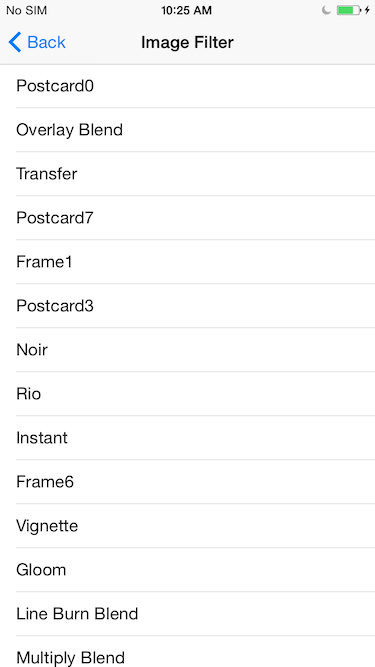 No SIM 10:25 AM
Back Image Filter
Postcard0
Overlay Blend
Transfer
Postcard7
Frame1
Postcard3
Noir
Rio
Instant
Frame6
Vignette
Gloom
Line Burn Blend
Multiply Blend